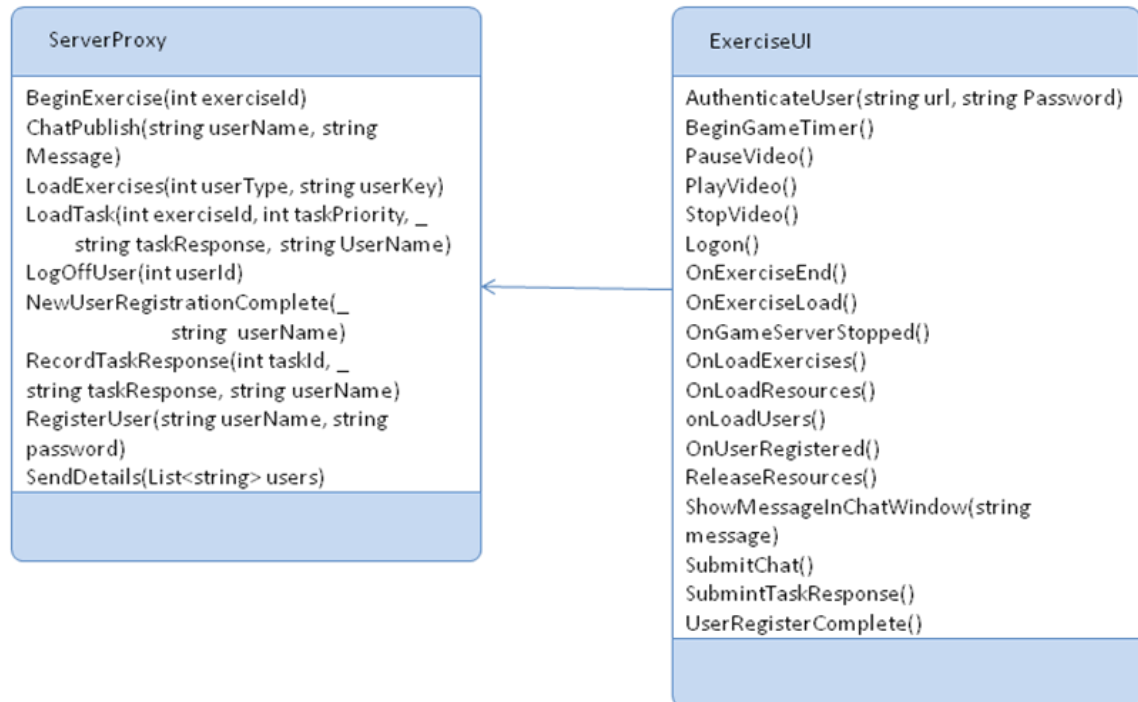 ServerProxy
BeginExercise(int exerciseId)
ChatPublish(string userName, string
Message)
LoadExercises(int userType, string userKey)
LoadTask(int exerciseId, int taskPriority, _
string taskResponse, string UserName)
LogOffUser(int userId)
NewUserRegistrationComplete(_
string userName)
RecordTaskResponse(int taskId, _
string taskResponse, string userName)
RegisterUser(string userName, string
password)
SendDetails(List<string> users)
ExerciseUI
AuthenticateUser(string url, string Password)
BeginGameTimer()
PauseVideo()
PlayVideo()
StopVideo()
Logon()
OnExerciseEnd()
OnExerciseLoad()
OnGameServerStopped()
OnLoadExercises()
OnLoadResources()
onLoadUsers()
OnUserRegistered()
ReleaseResources()
ShowMessageInChatWindow(string
message)
SubmitChat()
SubmintTaskResponse()
UserRegisterComplete()